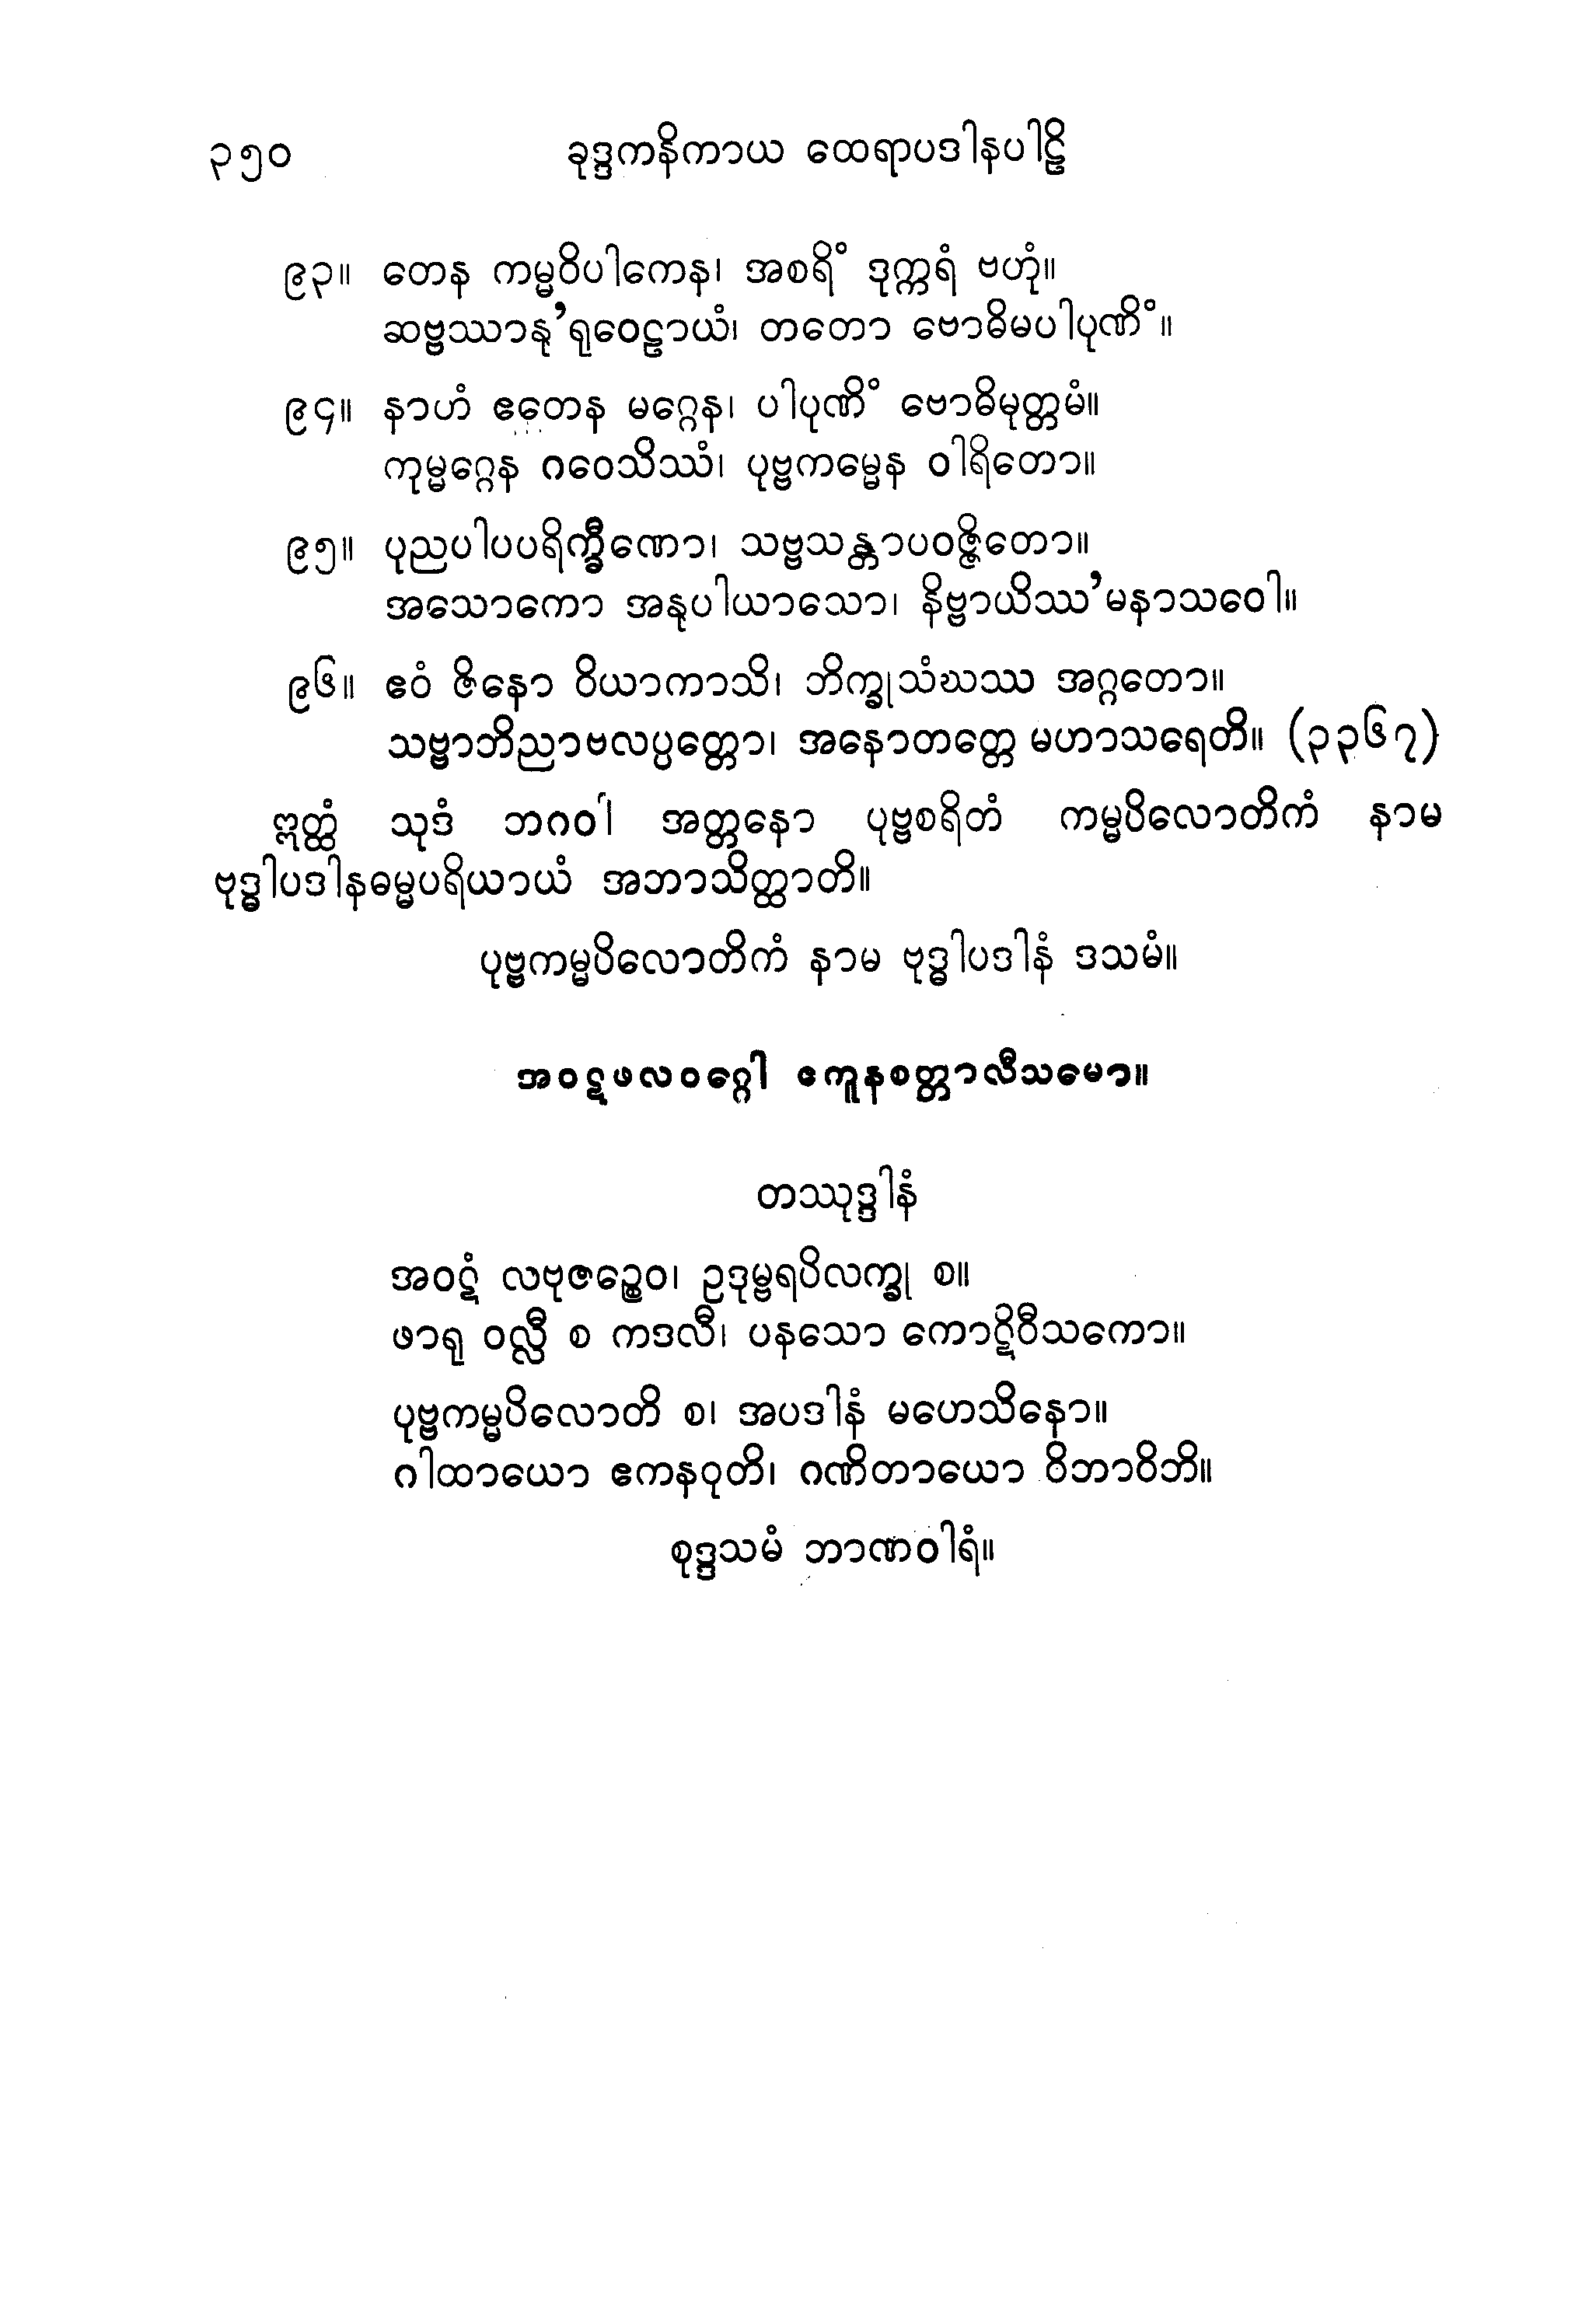 ၃၅၀ ခုဒ္ဒကနိကာယ ထေရာပဒါနပါဠိ
၉၃။ တေန ကမ္မဝိပါကေန၊ အစရိံ ဒုက္ကရံ ဗဟုံ။
ဆဗ္ဗဿာနု’ရုဝေဠာယံ၊ တတော ဗောဓိမပါပုဏိံ။
၉၄။ နာဟံ ဧတေန မဂ္ဂေန၊ ပါပုဏိံ ဗောဓိမုတ္တမံ။
ကုမ္မဂ္ဂေန ဂဝေသိဿံ၊ ပုဗ္ဗကမ္မေန ဝါရိတော။
၉၅။ ပုညပါပပရိက္ခီဏော၊ သဗ္ဗသန္တာပဝဇ္ဇိတော။
အသောကော အနုပါယာသော၊ နိဗ္ဗာယိဿ’မနာသဝေါ။
၉၆။ ဧဝံ ဇိနော ဝိယာကာသိ၊ ဘိက္ခုသံဃဿ အဂ္ဂတော။
သဗ္ဗာဘိညာဗလပ္ပတ္တော၊ အနောတတ္တေ မဟာသရေတိ။ (၃၃၆၇)
ဣတ္ထံ သုဒံ ဘဂဝါ အတ္တနော ပုဗ္ဗစရိတံ ကမ္မပိလောတိကံ နာမ
ဗုဒ္ဓါပဒါနဓမ္မပရိယာယံ အဘာသိတ္ထာတိ။
ပုဗ္ဗကမ္မပိလောတိကံ နာမ ဗုဒ္ဓါပဒါနံ ဒသမံ။
အဝဋဖလဝဂ္ဂေါ ဧကူနစတ္တာလီသမော။
တဿုဒ္ဒါနံ
အဝဋံ လဗုဇဉ္စေဝ၊ ဥဒုမ္ဗရပိလက္ခု စ။
ဖာရု ဝလ္လီ စ ကဒလီ၊ ပနသော ကောဋိဝီသကော။
ပုဗ္ဗကမ္မပိလောတိ စ၊ အပဒါနံ မဟေသိနော။
ဂါထာယော ဧကနဝုတိ၊ ဂဏိတာယော ဝိဘာဝိဘိ။
စုဒ္ဒသမံ ဘာဏဝါရံ။